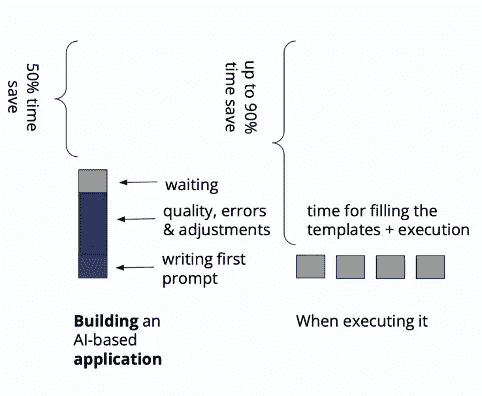 50% time
save
up to 90%
time save
waiting
quality, errors
& adjustments
writing first
prompt
time for filling the
templates + execution
Building an
AI-based
application
When executing it